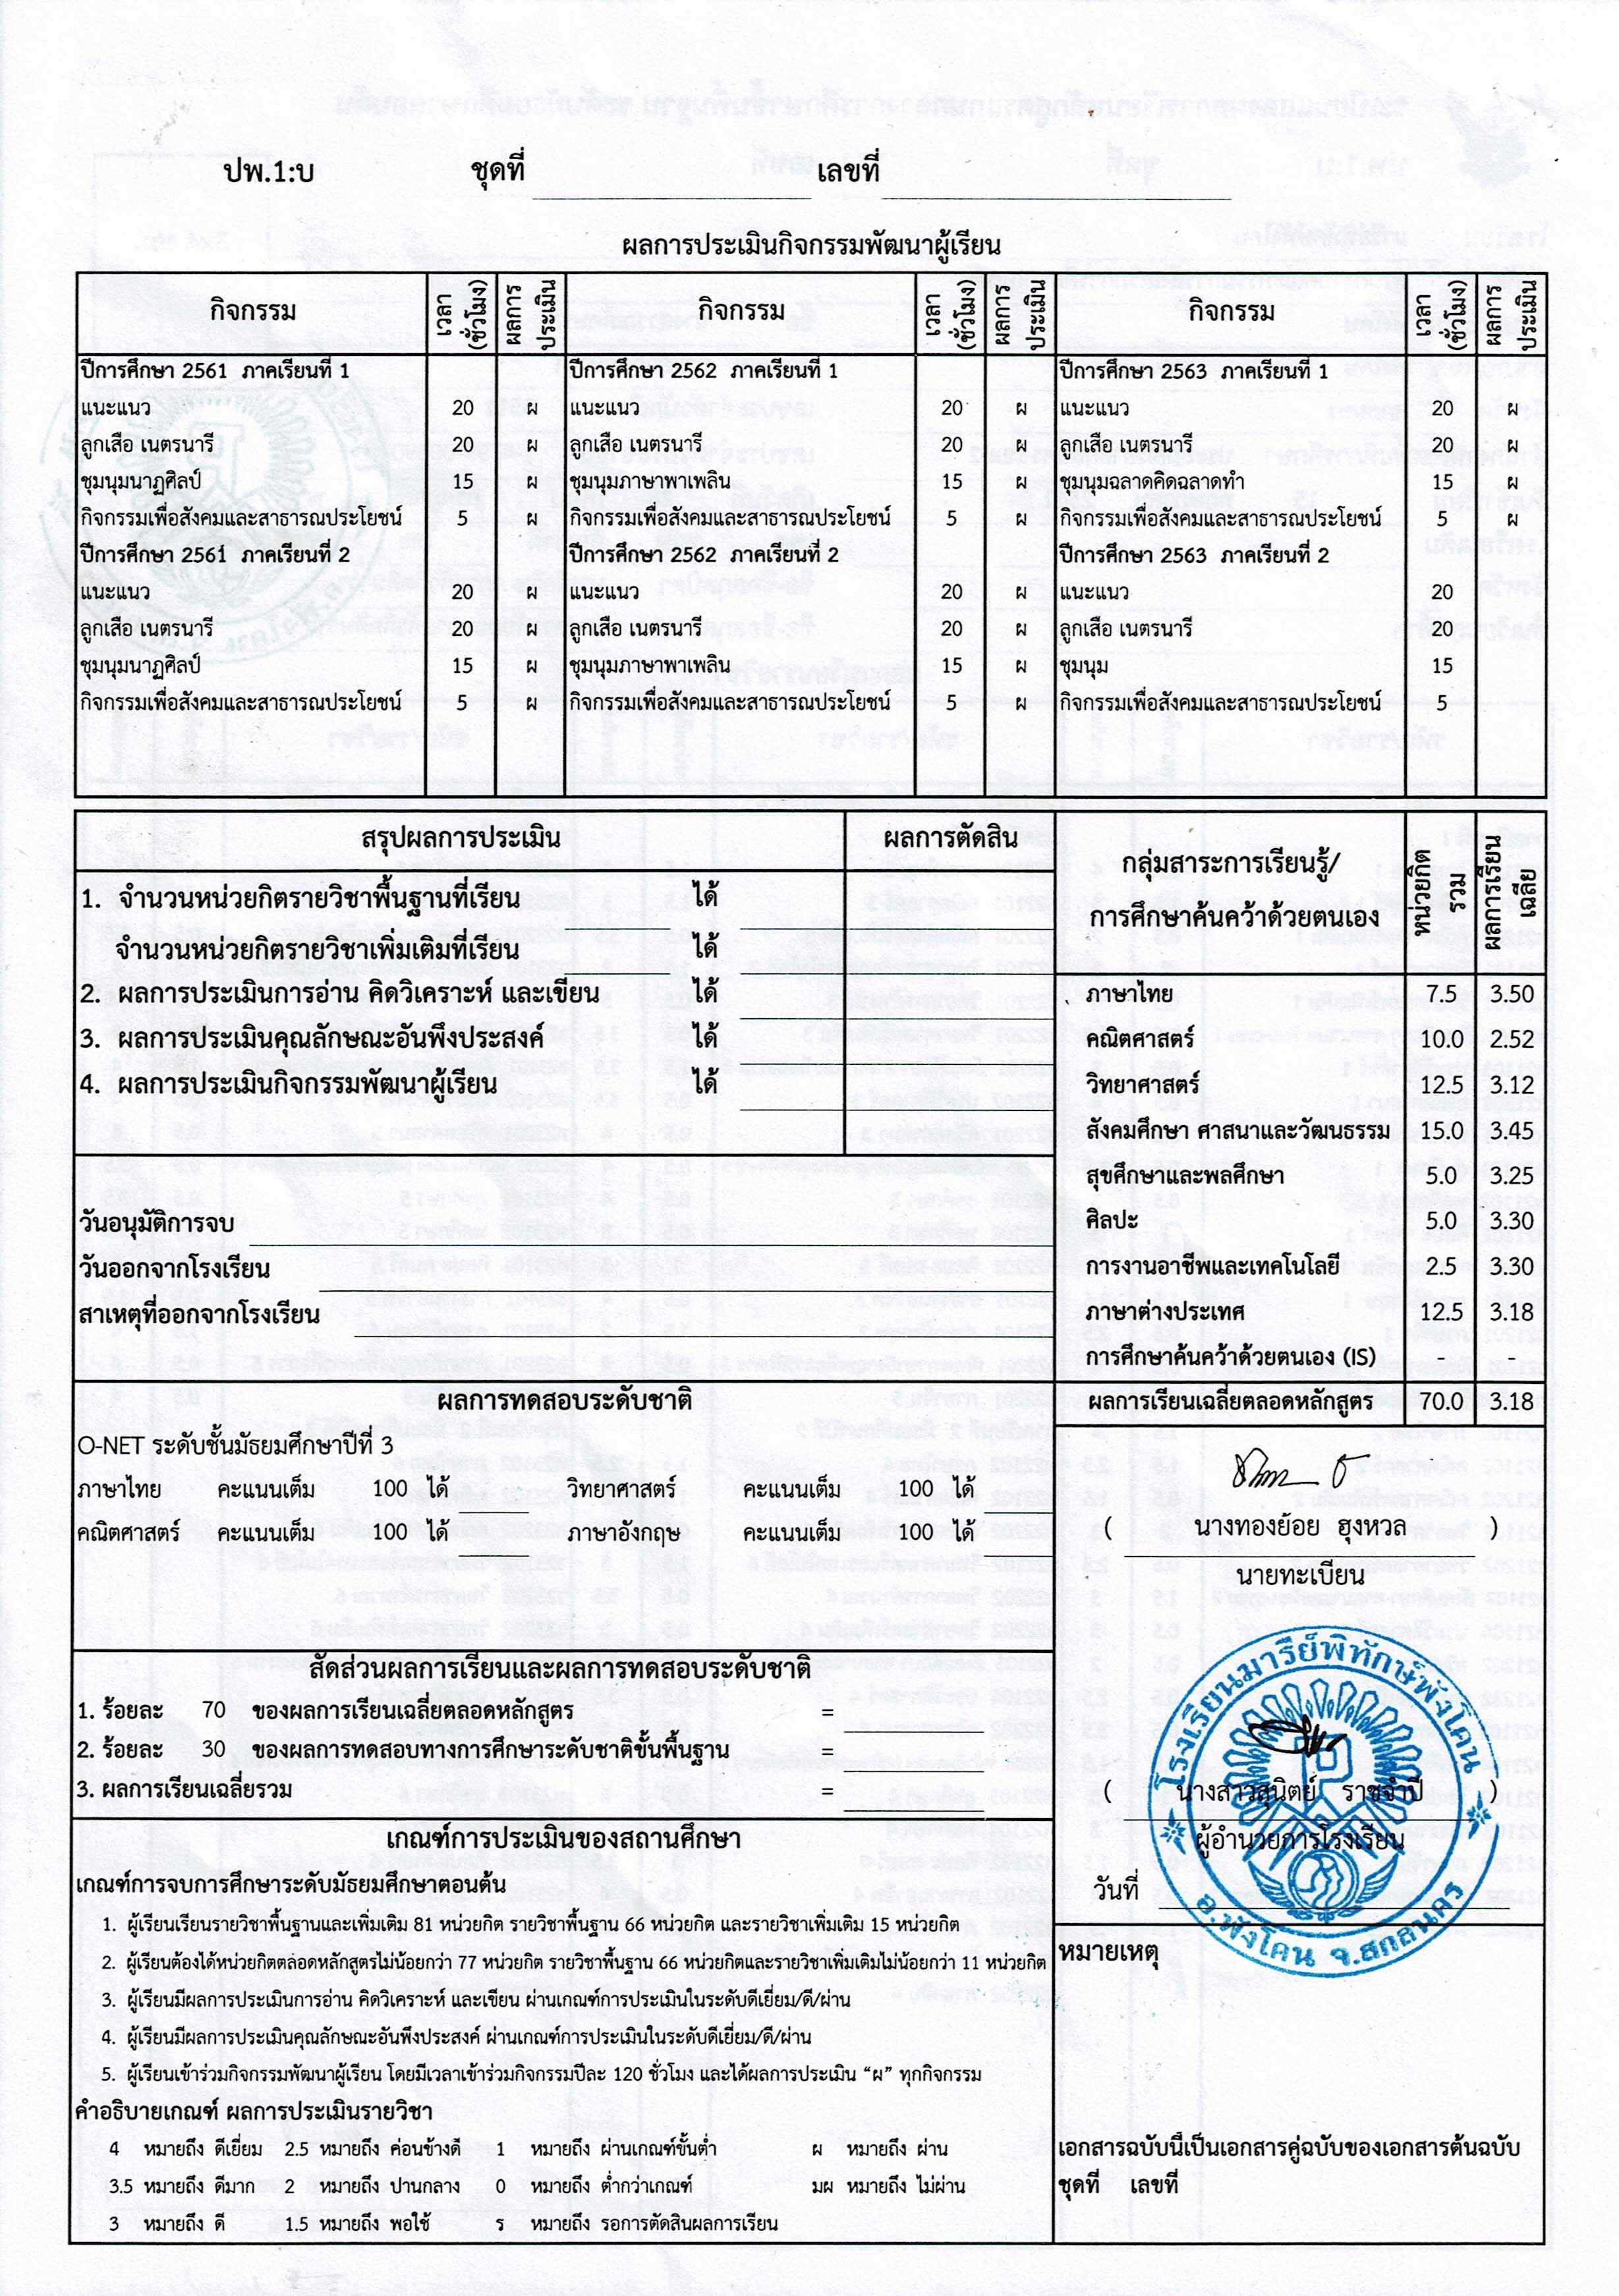 ปพ.1:บ ชุดที่ เลขที่
ผลการประเมินกิจกรรมพัฒนาผู้เรียน
กิจกรรม เวลา (ชั่วโมง) ผลการประเมิน กิจกรรม เวลา (ชั่วโมง) ผลการประเมิน กิจกรรม เวลา (ชั่วโมง) ผลการประเมิน
ปีการศึกษา 2561 ภาคเรียนที่ 1 ปีการศึกษา 2562 ภาคเรียนที่ 1 ปีการศึกษา 2563 ภาคเรียนที่ 1
แนะแนว 20 ผ แนะแนว 20 ผ แนะแนว 20 ผ
ลูกเสือ เนตรนารี 20 ผ ลูกเสือ เนตรนารี 20 ผ ลูกเสือ เนตรนารี 20 ผ
ชุมนุมนาฏศิลป์ 15 ผ ชุมนุมภาษาพาเพลิน 15 ผ ชุมนุมฉลาดคิดฉลาดทำ 15 ผ
กิจกรรมเพื่อสังคมและสาธารณประโยชน์ 5 ผ กิจกรรมเพื่อสังคมและสาธารณประโยชน์ 5 ผ กิจกรรมเพื่อสังคมและสาธารณประโยชน์ 5 ผ
ปีการศึกษา 2561 ภาคเรียนที่ 2 ปีการศึกษา 2562 ภาคเรียนที่ 2 ปีการศึกษา 2563 ภาคเรียนที่ 2
แนะแนว 20 ผ แนะแนว 20 ผ แนะแนว 20
ลูกเสือ เนตรนารี 20 ผ ลูกเสือ เนตรนารี 20 ผ ลูกเสือ เนตรนารี 20
ชุมนุมนาฏศิลป์ 15 ผ ชุมนุมภาษาพาเพลิน 15 ผ ชุมนุม 15
กิจกรรมเพื่อสังคมและสาธารณประโยชน์ 5 ผ กิจกรรมเพื่อสังคมและสาธารณประโยชน์ 5 ผ กิจกรรมเพื่อสังคมและสาธารณประโยชน์ 5
สรุปผลการประเมิน ผลการตัดสิน
1. จำนวนหน่วยกิตรายวิชาพื้นฐานที่เรียน ได้
จำนวนหน่วยกิตรายวิชาเพิ่มเติมที่เรียน ได้
2. ผลการประเมินการอ่าน คิดวิเคราะห์ และเขียน ได้
3. ผลการประเมินคุณลักษณะอันพึงประสงค์ ได้
4. ผลการประเมินกิจกรรมพัฒนาผู้เรียน ได้
วันอนุมัติการจบ
วันออกจากโรงเรียน
สาเหตุที่ออกจากโรงเรียน
ผลการทดสอบระดับชาติ
O-NET ระดับชั้นมัธยมศึกษาปีที่ 3
ภาษาไทย คะแนนเต็ม 100 ได้ วิทยาศาสตร์ คะแนนเต็ม 100 ได้
คณิตศาสตร์ คะแนนเต็ม 100 ได้ ภาษาอังกฤษ คะแนนเต็ม 100 ได้
สัดส่วนผลการเรียนและผลการทดสอบระดับชาติ
1. ร้อยละ 70 ของผลการเรียนเฉลี่ยตลอดหลักสูตร =
2. ร้อยละ 30 ของผลการทดสอบทางการศึกษาระดับชาติขั้นพื้นฐาน =
3. ผลการเรียนเฉลี่ยรวม =
เกณฑ์การประเมินของสถานศึกษา
เกณฑ์การจบการศึกษาระดับมัธยมศึกษาตอนต้น
1. ผู้เรียนเรียนรายวิชาพื้นฐานและเพิ่มเติม 81 หน่วยกิต รายวิชาพื้นฐาน 66 หน่วยกิต และรายวิชาเพิ่มเติม 15 หน่วยกิต
2. ผู้เรียนต้องได้หน่วยกิตตลอดหลักสูตรไม่น้อยกว่า 77 หน่วยกิต รายวิชาพื้นฐาน 66 หน่วยกิตและรายวิชาเพิ่มเติมไม่น้อยกว่า 11 หน่วยกิต
3. ผู้เรียนมีผลการประเมินการอ่าน คิดวิเคราะห์ และเขียน ผ่านเกณฑ์การประเมินในระดับดีเยี่ยม/ดี/ผ่าน
4. ผู้เรียนมีผลการประเมินคุณลักษณะอันพึงประสงค์ ผ่านเกณฑ์การประเมินในระดับดีเยี่ยม/ดี/ผ่าน
5. ผู้เรียนเข้าร่วมกิจกรรมพัฒนาผู้เรียน โดยมีเวลาเข้าร่วมกิจกรรมปีละ 120 ชั่วโมง และได้ผลการประเมิน “ผ” ทุกกิจกรรม
คำอธิบายเกณฑ์ ผลการประเมินรายวิชา
4 หมายถึง ดีเยี่ยม 2.5 หมายถึง ค่อนข้างดี 1 หมายถึง ผ่านเกณฑ์ขั้นต่ำ ผ หมายถึง ผ่าน
3.5 หมายถึง ดีมาก 2 หมายถึง ปานกลาง 0 หมายถึง ต่ำกว่าเกณฑ์ มผ หมายถึง ไม่ผ่าน
3 หมายถึง ดี 1.5 หมายถึง พอใช้ ร หมายถึง รอการตัดสินผลการเรียน
กลุ่มสาระการเรียนรู้/ การศึกษาค้นคว้าด้วยตนเอง หน่วยกิตรวม ผลการเรียนเฉลี่ย
ภาษาไทย 7.5 3.50
คณิตศาสตร์ 10.0 2.52
วิทยาศาสตร์ 12.5 3.12
สังคมศึกษา ศาสนาและวัฒนธรรม 15.0 3.45
สุขศึกษาและพลศึกษา 5.0 3.25
ศิลปะ 5.0 3.30
การงานอาชีพและเทคโนโลยี 2.5 3.30
ภาษาต่างประเทศ 12.5 3.18
การศึกษาค้นคว้าด้วยตนเอง (IS) - -
ผลการเรียนเฉลี่ยตลอดหลักสูตร 70.0 3.18
( นางทองย้อย ฮุงหวล )
นายทะเบียน
โรงเรียนมารีย์พิทักษ์พังโคน
( นางสาวสุนิตย์ ราชจำปี )
ผู้อำนวยการโรงเรียน
วันที่
อ.พังโคน จ.สกลนคร
หมายเหตุ
เอกสารฉบับนี้เป็นเอกสารคู่ฉบับของเอกสารต้นฉบับ
ชุดที่ เลขที่